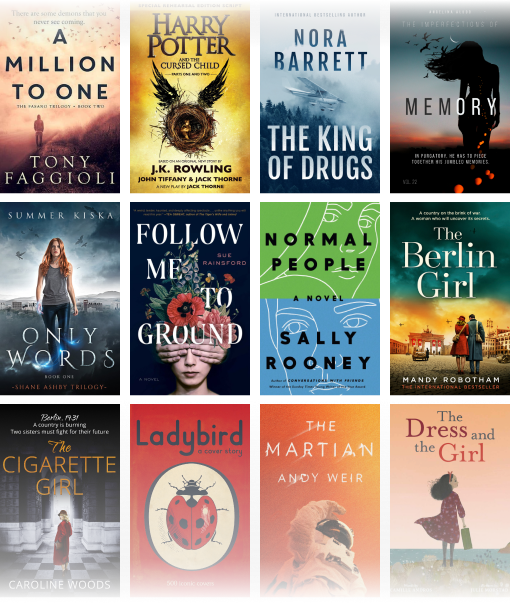 There are some demons that you
never see coming.
A
MILLION
TO ONE
THE FASANO TRILOGY • BOOK TWO
TONY
FAGGIOLI
HARRY
POTTER
AND THE
CURSED CHILD
PARTS ONE AND TWO
BASED ON AN ORIGINAL NEW STORY BY
J.K. ROWLING
JOHN TIFFANY & JACK THORNE
A NEW PLAY BY JACK THORNE
INTERNATIONAL BESTSELLING AUTHOR
NORA
BARRETT
THE KING
OF DRUGS
THE IMPERFECTIONS OF
MEMORY
IN PURGATORY, HE HAS TO PIECE
TOGETHER HIS JUMBLED MEMORIES.
SUMMER KISKA
ONLY
WORDS
BOOK ONE
-SHANE ASHBY TRILOGY-
FOLLOW
ME
SUE
RAINSFORD
TO
GROUND
A NOVEL
NORMAL
PEOPLE
A NOVEL
SALLY
ROONEY
Author of CONVERSATIONS WITH FRIENDS
A country on the brink of war.
A woman who will uncover its secrets.
The
Berlin
Girl
MANDY ROBOTHAM
THE INTERNATIONAL BESTSELLER
Berlin, 1931
A country is burning
Two sisters must fight for their future
The
CIGARETTE
GIRL
CAROLINE WOODS
Ladybird
a cover story
THE
MARTIAN
ANDY WEIR
The
Dress and
the Girl